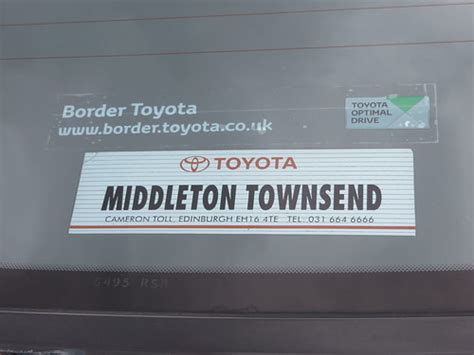 Border Toyota
www.border.toyota.co.uk
TOYOTA
OPTIMAL
DRIVE
TOYOTA
MIDDLETON TOWNSEND
CAMERON TOLL, EDINBURGH EH16 4TE TEL: 031 664 6666